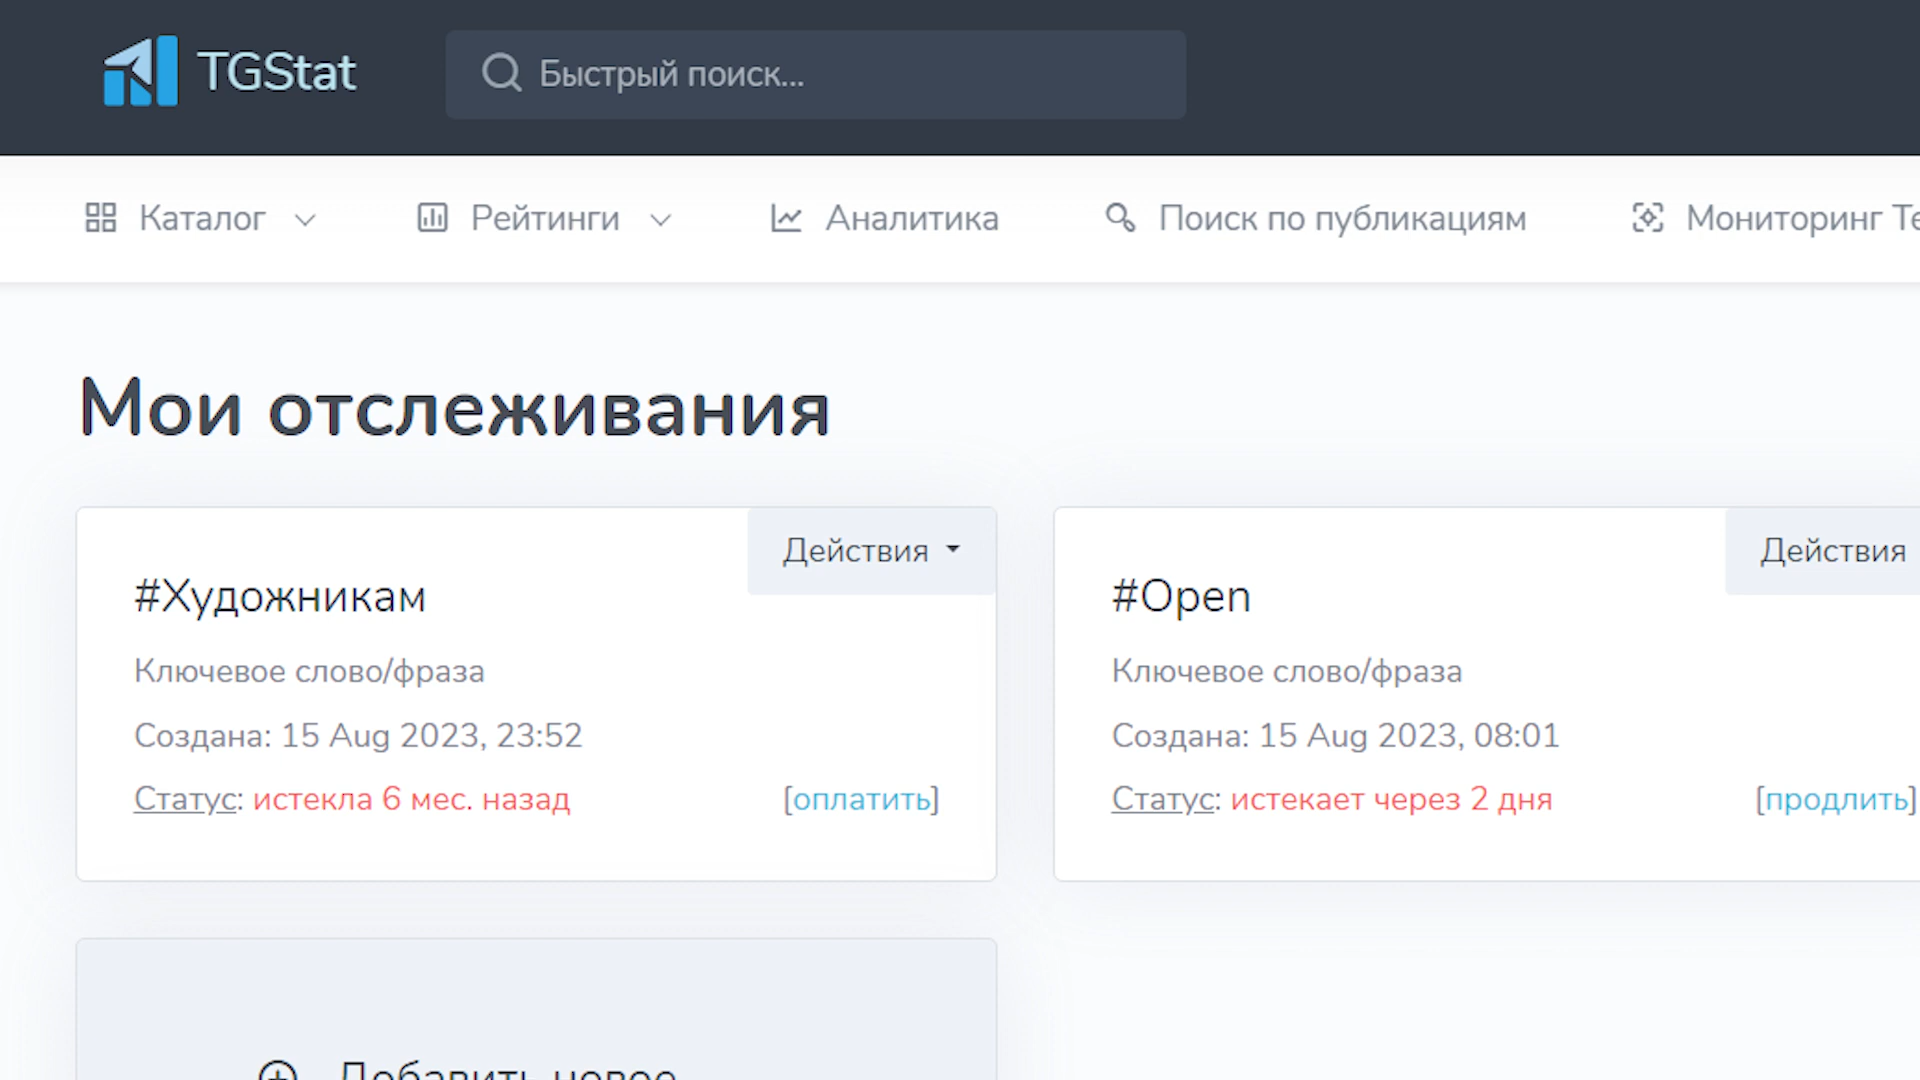 TGStat
Быстрый поиск...
Каталог Рейтинги Аналитика Поиск по публикациям Мониторинг
Мои отслеживания
Действия
#Художникам
Ключевое слово/фраза
Создана: 15 Aug 2023, 23:52
Статус: истекла 6 мес. назад [оплатить]
Действия
#Open
Ключевое слово/фраза
Создана: 15 Aug 2023, 08:01
Статус: истекает через 2 дня [продлить]
Добавить новое